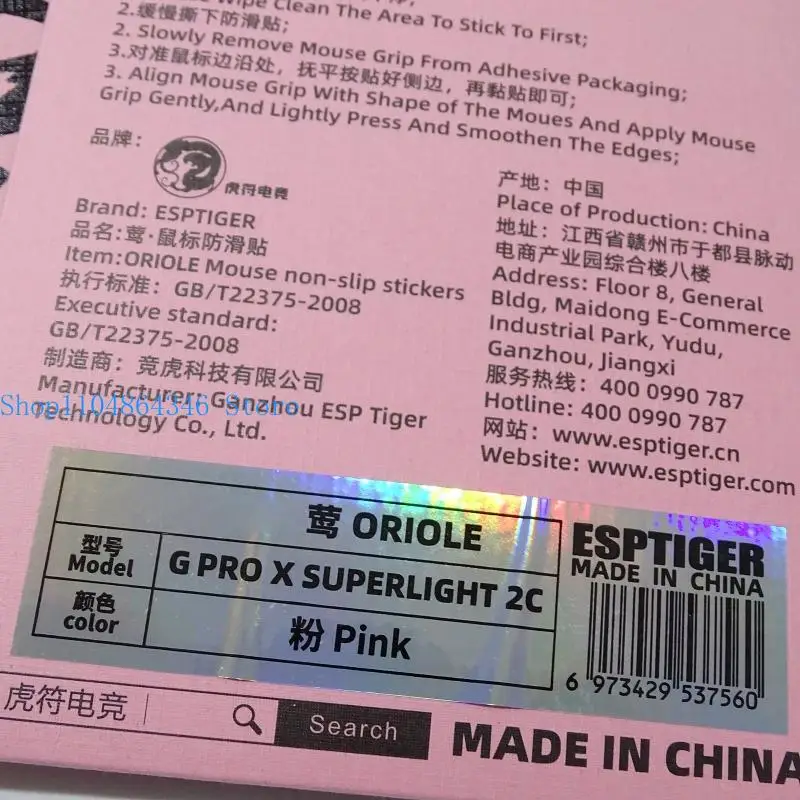 Wipe Clean The Area To Stick To First;
2.缓慢撕下防滑贴;
2. Slowly Remove Mouse Grip From Adhesive Packaging;
3.对准鼠标边沿处，抚平按贴好侧边，再黏贴即可;
3. Align Mouse Grip With Shape of The Moues And Apply Mouse
Grip Gently,And Lightly Press And Smoothen The Edges;
品牌：
虎符电竞
Brand: ESPTIGER
品名:莺·鼠标防滑贴
Item:ORIOLE Mouse non-slip stickers
执行标准：GB/T22375-2008
Executive standard:
GB/T22375-2008
制造商：竞虎科技有限公司
Manufacturer: Ganzhou ESP Tiger
Technology Co., Ltd.
产地：中国
Place of Production: China
地址：江西省赣州市于都县脉动
电商产业园综合楼八楼
Address: Floor 8, General
Bldg, Maidong E-Commerce
Industrial Park, Yudu,
Ganzhou, Jiangxi
服务热线：400 0990 787
Hotline: 400 0990 787
网站：www.esptiger.cn
Website: www.esptiger.com
Shop1104864346 Store
莺 ORIOLE
型号
Model
G PRO X SUPERLIGHT 2C
颜色
color
粉 Pink
ESPTIGER
MADE IN CHINA
6 973429 537560
虎符电竞
Search
MADE IN CHINA